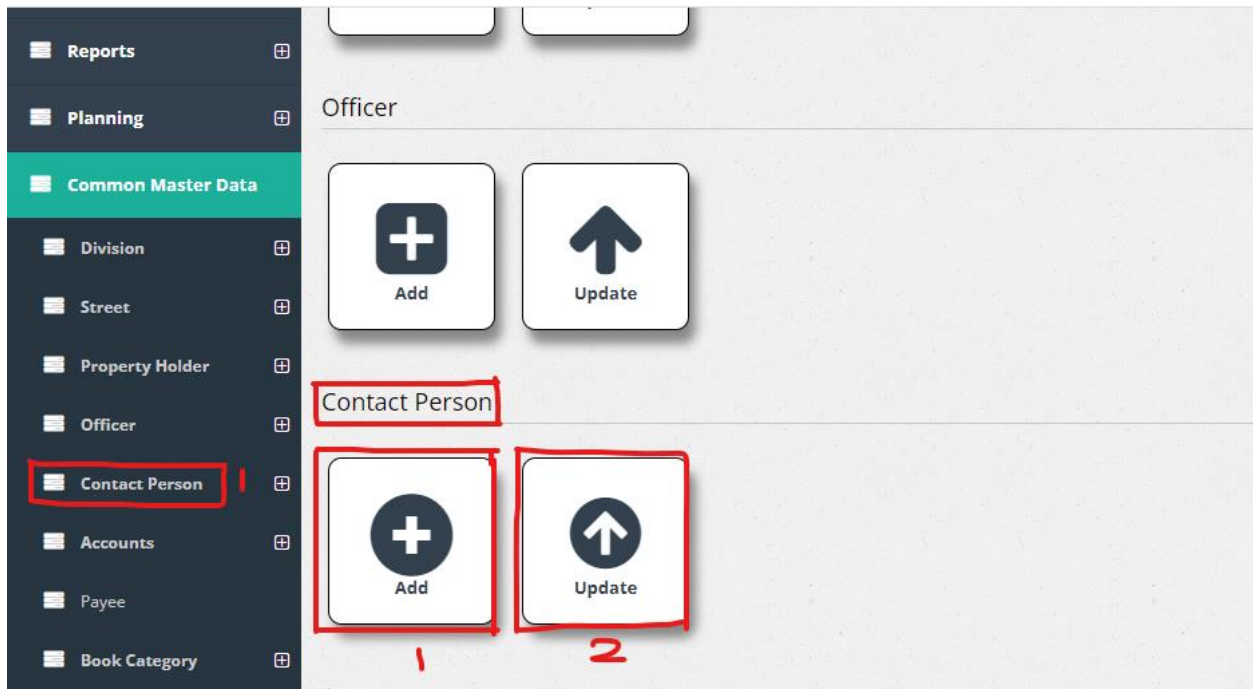 Reports
Planning
Common Master Data
Division
Street
Property Holder
Officer
Contact Person 1
Accounts
Payee
Book Category
Officer
Add Update
Contact Person
Add Update
1 2